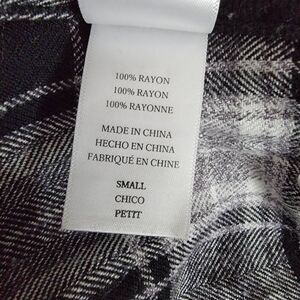 100% RAYON
100% RAYON
100% RAYONNE
MADE IN CHINA
HECHO EN CHINA
FABRIQUÉ EN CHINE
SMALL
CHICO
PETIT